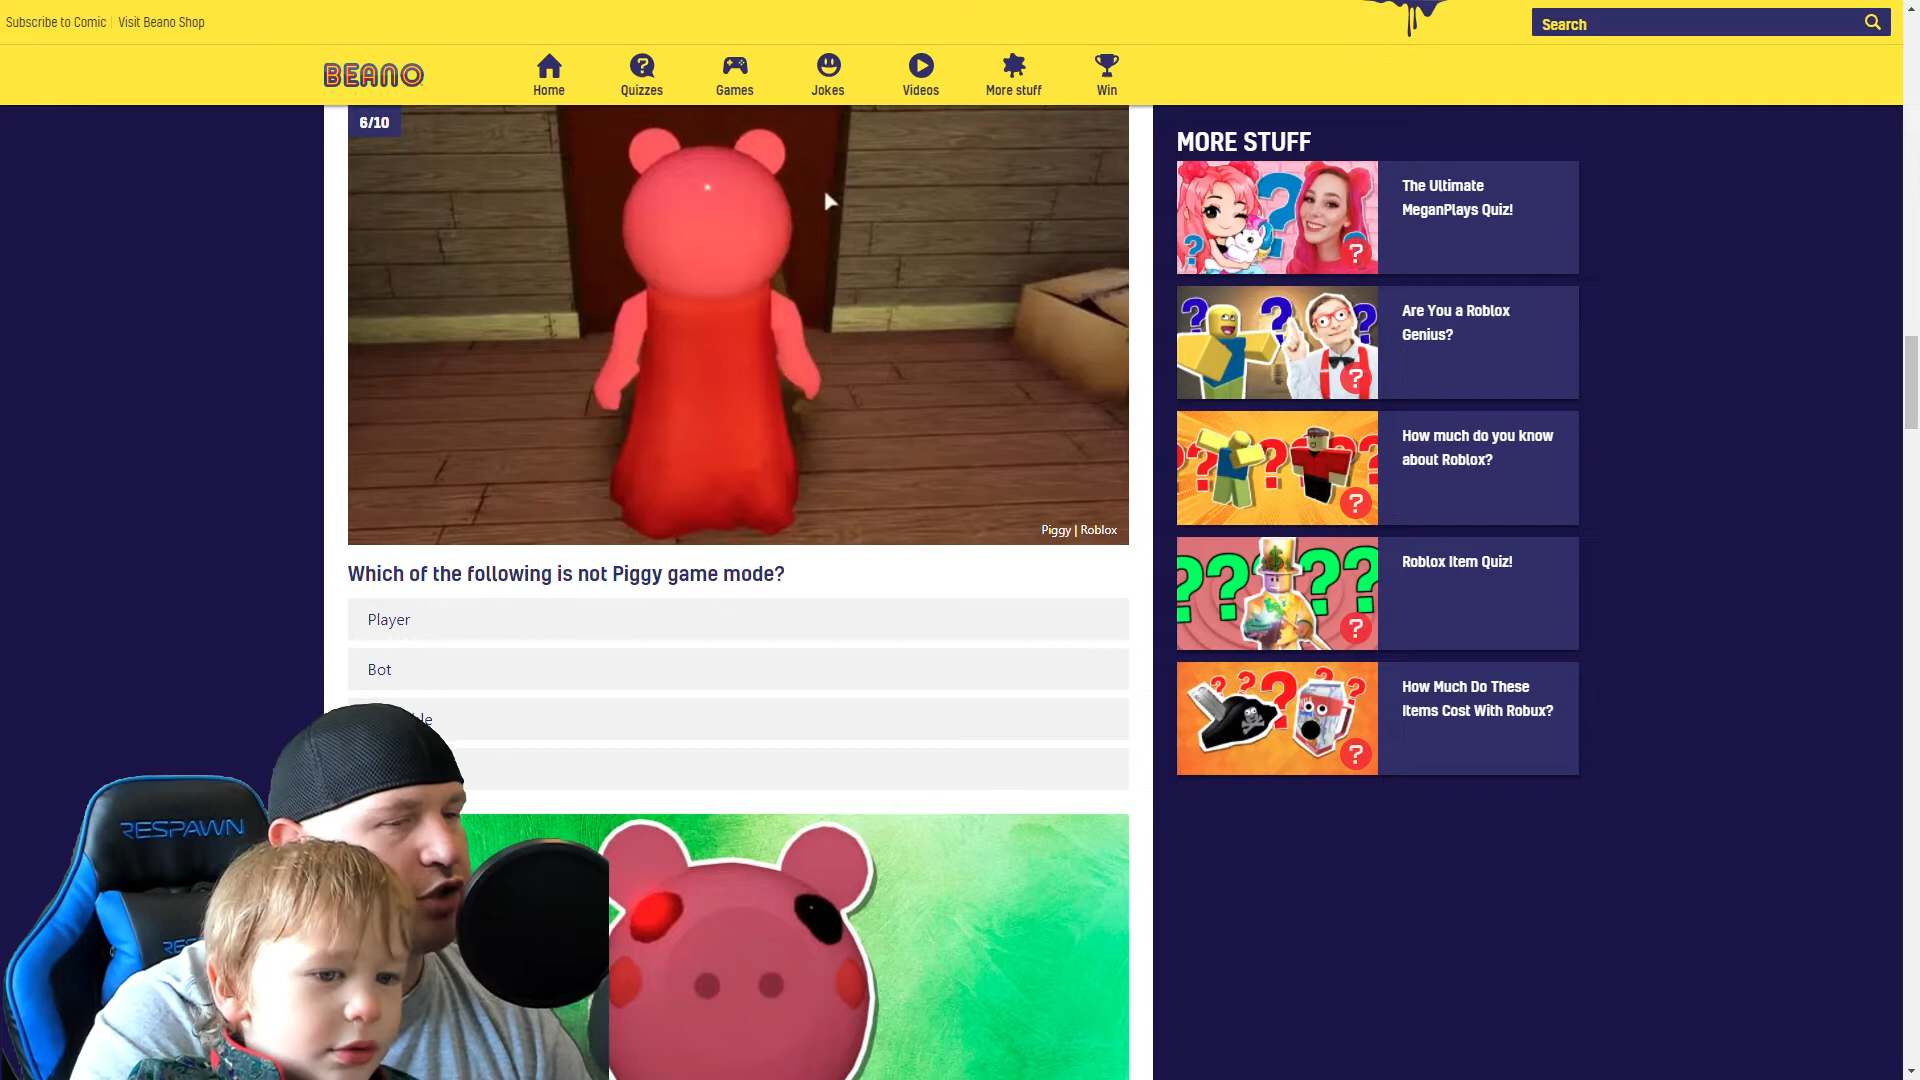 Subscribe to Comic
Visit Beano Shop
Search
BEANO
Home
Quizzes
Games
Jokes
Videos
More stuff
Win
6/10
Piggy | Roblox
Which of the following is not Piggy game mode?
Player
Bot
MORE STUFF
The Ultimate
MeganPlays Quiz!
Are You a Roblox
Genius?
How much do you know
about Roblox?
Roblox Item Quiz!
How Much Do These
Items Cost With Robux?
RESPAWN